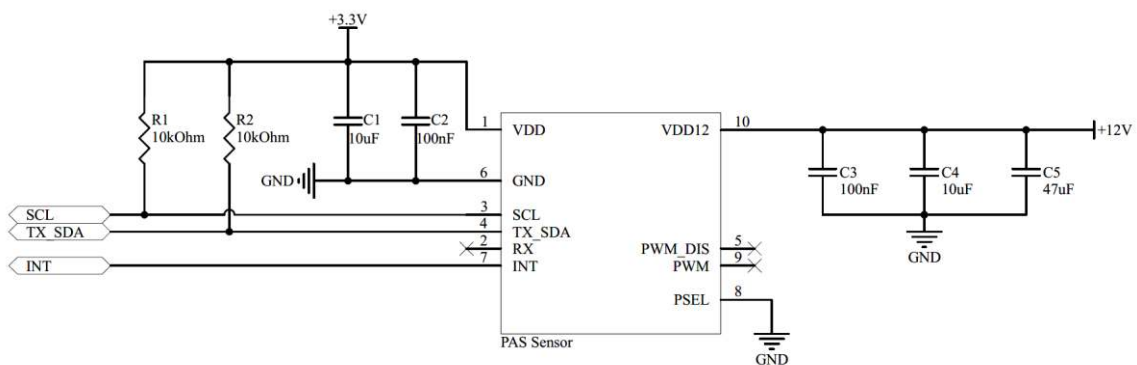 +3.3V
R1
10kOhm
R2
10kOhm
C1
10uF
C2
100nF
1
VDD
VDD12
10
+12V
GND
6
GND
C3
100nF
C4
10uF
C5
47uF
SCL
3
SCL
TX_SDA
4
TX_SDA
2
RX
PWM_DIS
5
GND
INT
7
INT
PWM
9
PSEL
8
PAS Sensor
GND